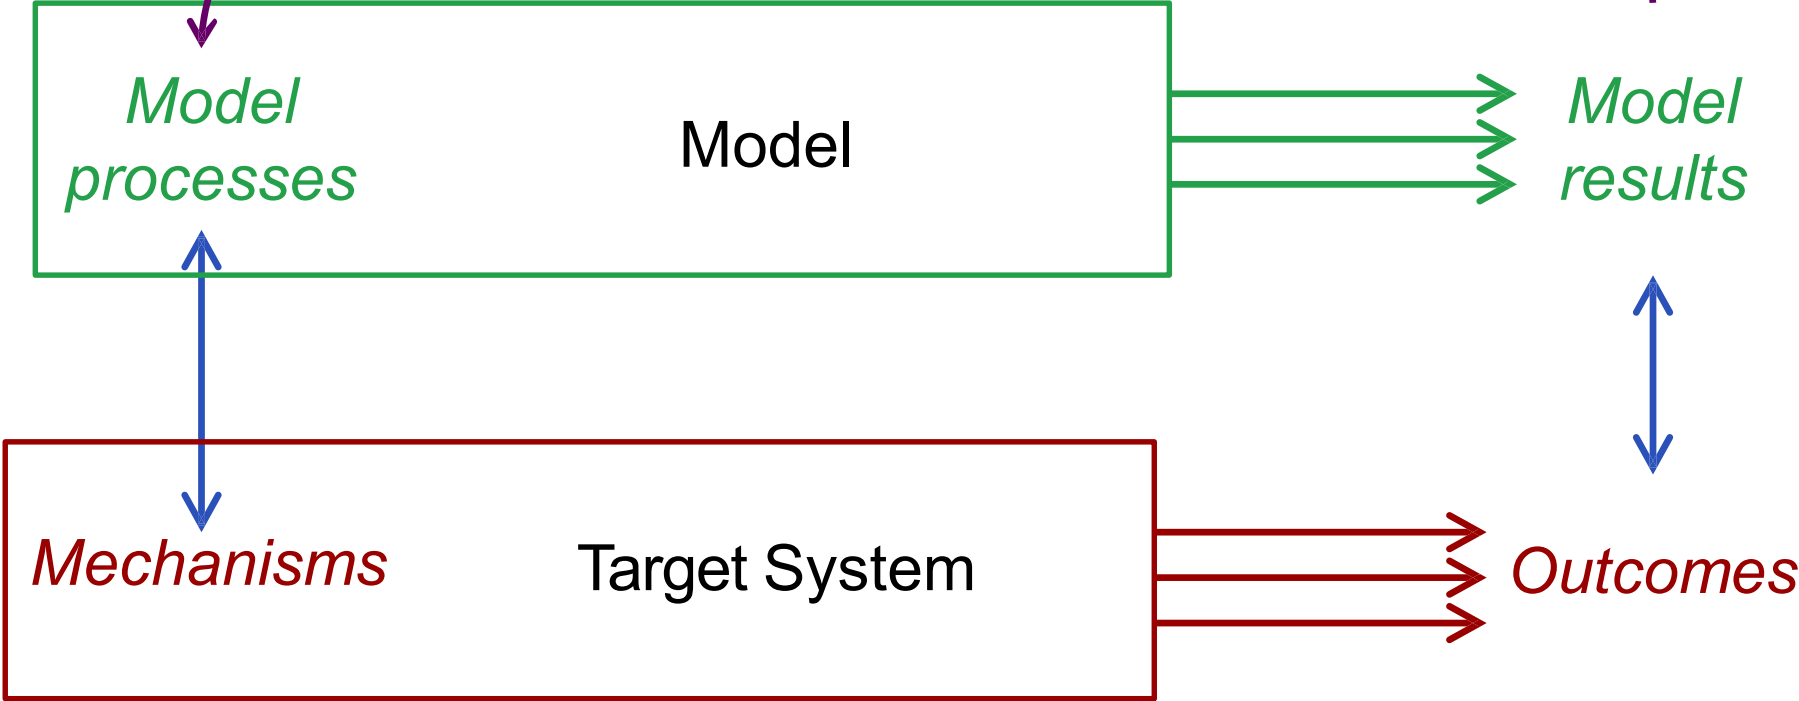 Model
processes
Model
Model
results
Mechanisms
Target System
Outcomes